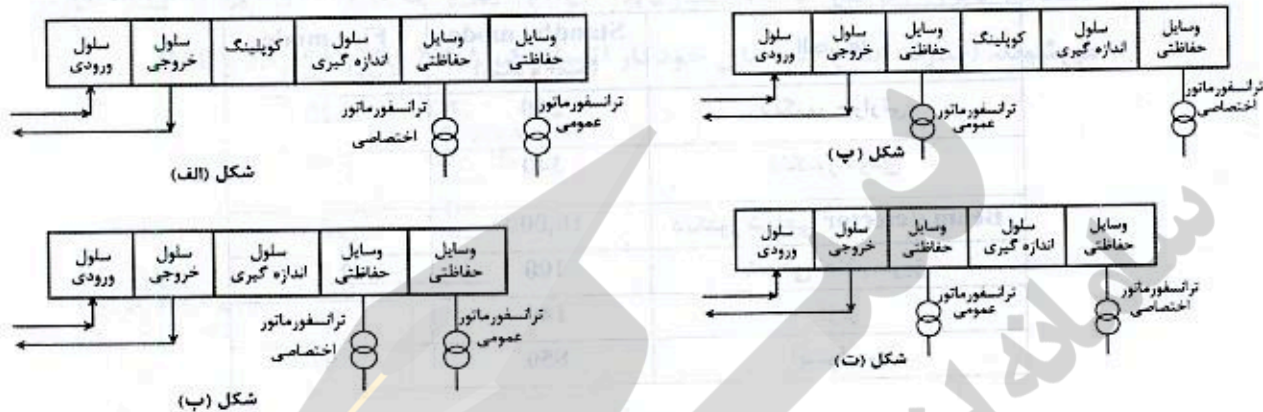 سلول ورودی
سلول خروجی
کوپلینگ
سلول اندازه گیری
وسایل حفاظتی
وسایل حفاظتی
ترانسفورماتور اختصاصی
ترانسفورماتور عمومی
شکل (الف)
سلول ورودی
سلول خروجی
وسایل حفاظتی
کوپلینگ
سلول اندازه گیری
وسایل حفاظتی
ترانسفورماتور عمومی
ترانسفورماتور اختصاصی
شکل (پ)
سلول ورودی
سلول خروجی
سلول اندازه گیری
وسایل حفاظتی
وسایل حفاظتی
ترانسفورماتور اختصاصی
ترانسفورماتور عمومی
شکل (ب)
سلول ورودی
سلول خروجی
وسایل حفاظتی
سلول اندازه گیری
وسایل حفاظتی
ترانسفورماتور عمومی
ترانسفورماتور اختصاصی
شکل (ت)